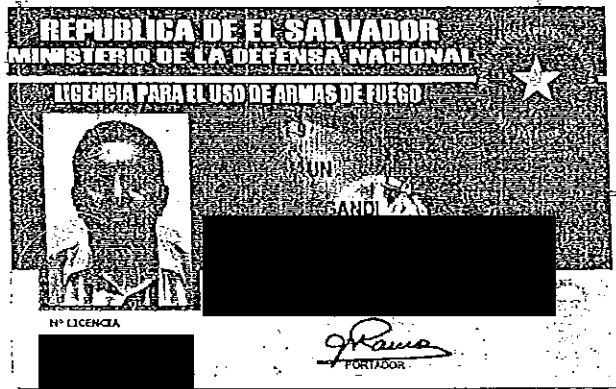 REPUBLICA DE EL SALVADOR
MINISTERIO DE LA DEFENSA NACIONAL
LICENCIA PARA EL USO DE ARMAS DE FUEGO
Nº LICENCIA
PORTADOR